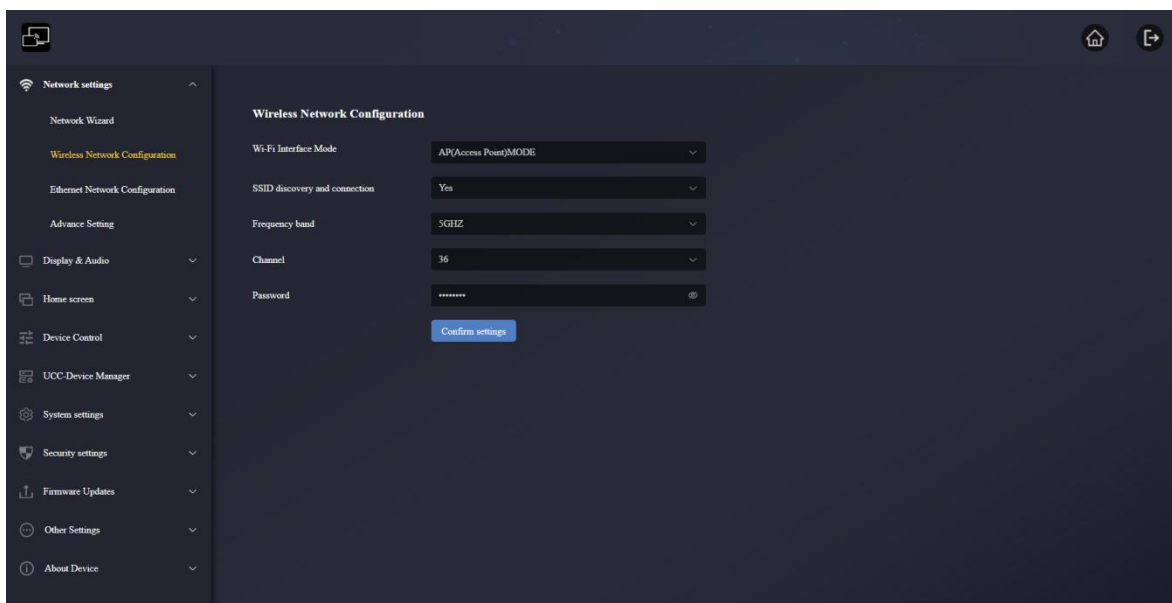 Network settings
Network Wizard
Wireless Network Configuration
Ethernet Network Configuration
Advance Setting
Display & Audio
Home screen
Device Control
UCC-Device Manager
System settings
Security settings
Firmware Updates
Other Settings
About Device
Wireless Network Configuration
Wi-Fi Interface Mode AP(Access Point)MODE
SSID discovery and connection Yes
Frequency band 5GHZ
Channel 36
Password ••••••••
Confirm settings